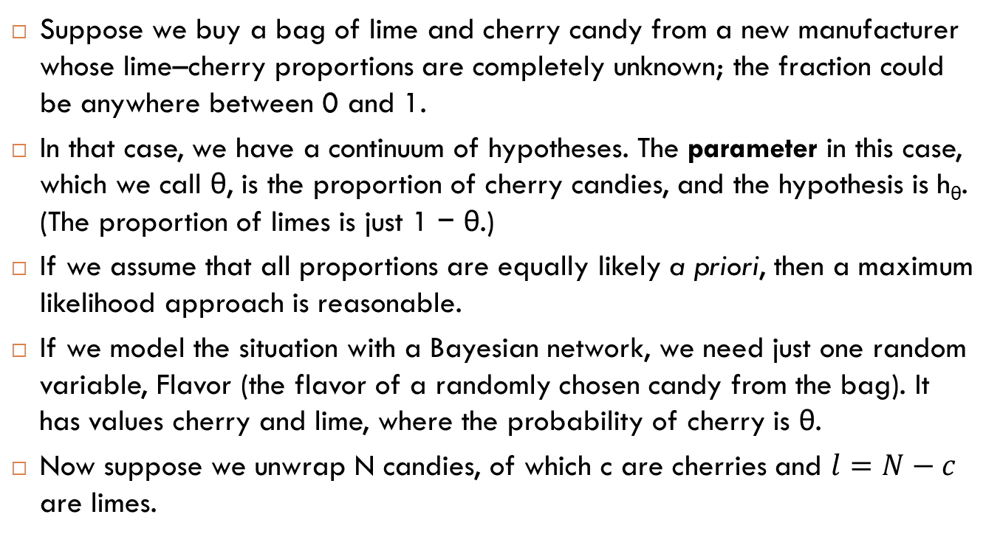 Suppose we buy a bag of lime and cherry candy from a new manufacturer
whose lime–cherry proportions are completely unknown; the fraction could
be anywhere between 0 and 1.
In that case, we have a continuum of hypotheses. The parameter in this case,
which we call θ, is the proportion of cherry candies, and the hypothesis is hθ.
(The proportion of limes is just 1 − θ.)
If we assume that all proportions are equally likely a priori, then a maximum
likelihood approach is reasonable.
If we model the situation with a Bayesian network, we need just one random
variable, Flavor (the flavor of a randomly chosen candy from the bag). It
has values cherry and lime, where the probability of cherry is θ.
Now suppose we unwrap N candies, of which c are cherries and l = N − c
are limes.